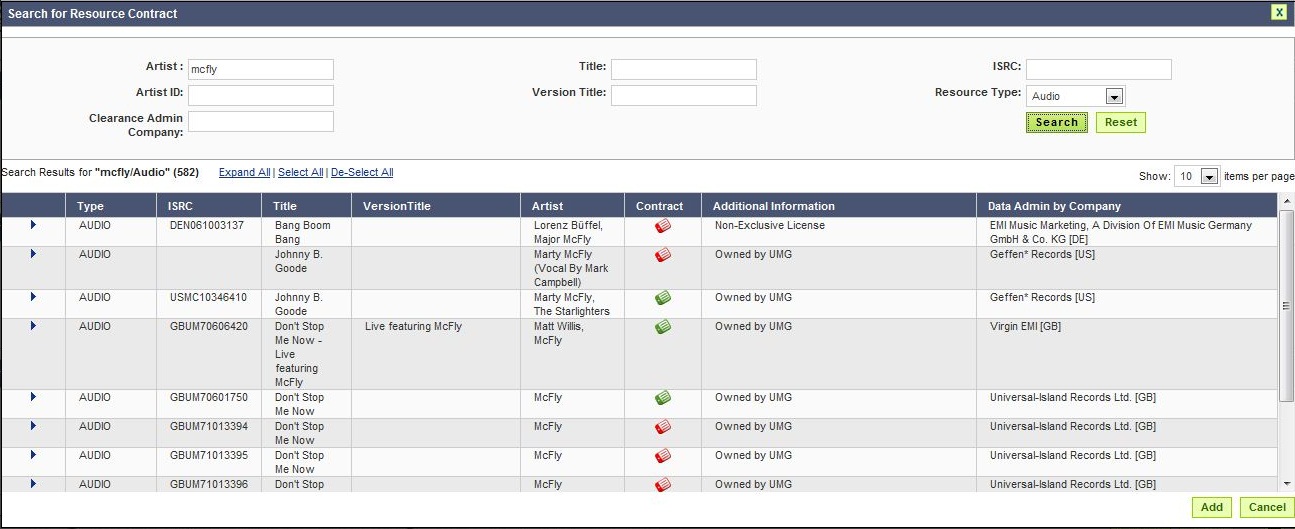 Search for Resource Contract X
Artist : mcfly Title: ISRC:
Artist ID: Version Title: Resource Type: Audio
Clearance Admin
Company: Search Reset
Search Results for "mcfly/Audio" (582) Expand All | Select All | De-Select All Show: 10 items per page
Type ISRC Title VersionTitle Artist Contract Additional Information Data Admin by Company
AUDIO DEN061003137 Bang Boom Lorenz Büffel, Non-Exclusive License EMI Music Marketing, A Division Of EMI Music Germany
Bang Major McFly GmbH & Co. KG [DE]
AUDIO Johnny B. Marty McFly Owned by UMG Geffen* Records [US]
Goode (Vocal By Mark
Campbell)
AUDIO USMC10346410 Johnny B. Marty McFly, Owned by UMG Geffen* Records [US]
Goode The Starlighters
AUDIO GBUM70606420 Don't Stop Live featuring McFly Matt Willis, Owned by UMG Virgin EMI [GB]
Me Now - McFly
Live
featuring
McFly
AUDIO GBUM70601750 Don't Stop McFly Owned by UMG Universal-Island Records Ltd. [GB]
Me Now
AUDIO GBUM71013394 Don't Stop McFly Owned by UMG Universal-Island Records Ltd. [GB]
Me Now
AUDIO GBUM71013395 Don't Stop McFly Owned by UMG Universal-Island Records Ltd. [GB]
Me Now
AUDIO GBUM71013396 Don't Stop McFly Owned by UMG Universal-Island Records Ltd. [GB]
Add Cancel